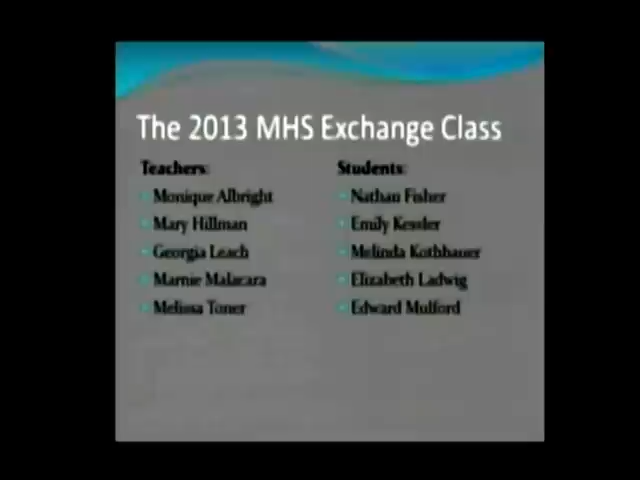 The 2013 MHS Exchange Class
Teachers:
Monique Albright
Mary Hillman
Georgia Leach
Marnie Malacara
Melissa Toner
Students:
Nathan Fisher
Emily Kessler
Melinda Kothbauer
Elizabeth Ladwig
Edward Mulford